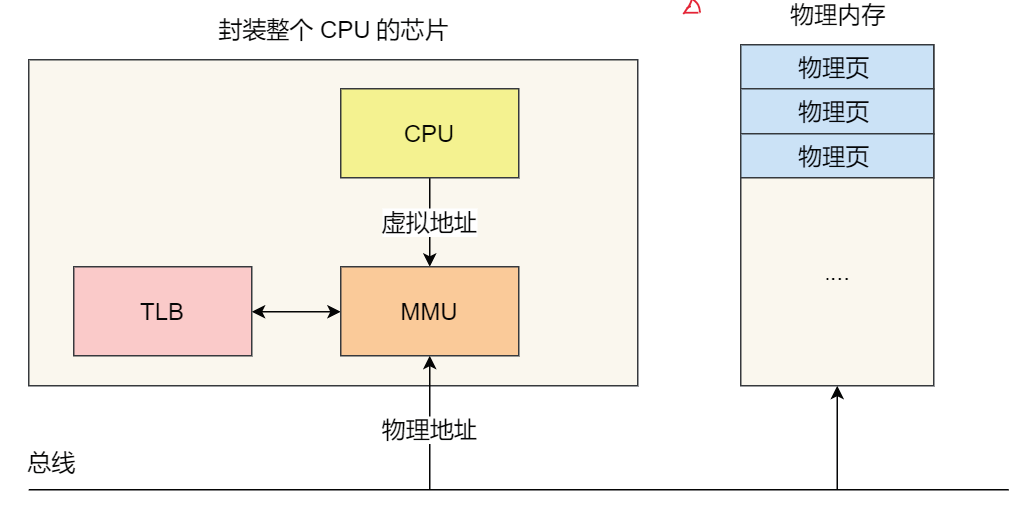 封装整个 CPU 的芯片
物理内存
物理页
物理页
物理页
CPU
虚拟地址
....
TLB
MMU
物理地址
总线